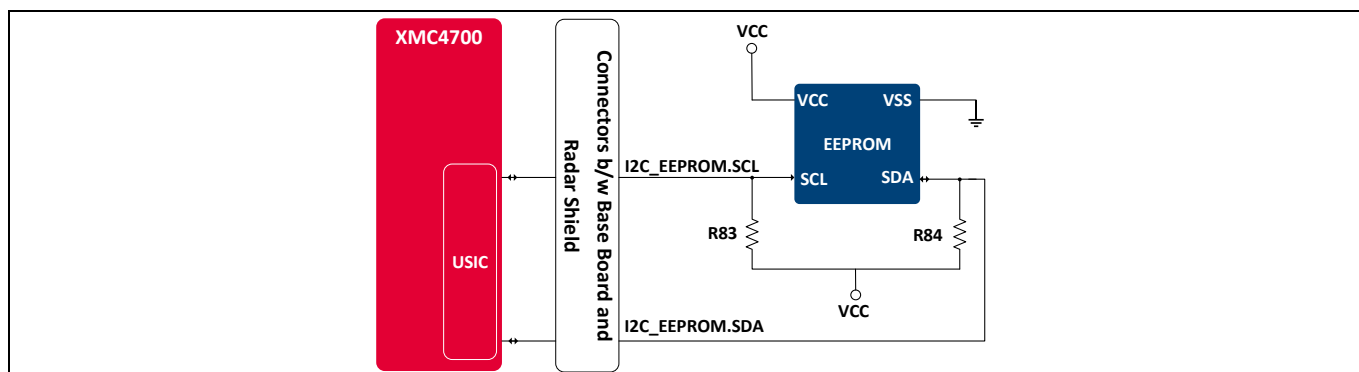 XMC4700
USIC
Connectors b/w Base Board and
Radar Shield
I2C_EEPROM.SCL
I2C_EEPROM.SDA
VCC
VCC
VSS
EEPROM
SCL
SDA
R83
R84
VCC